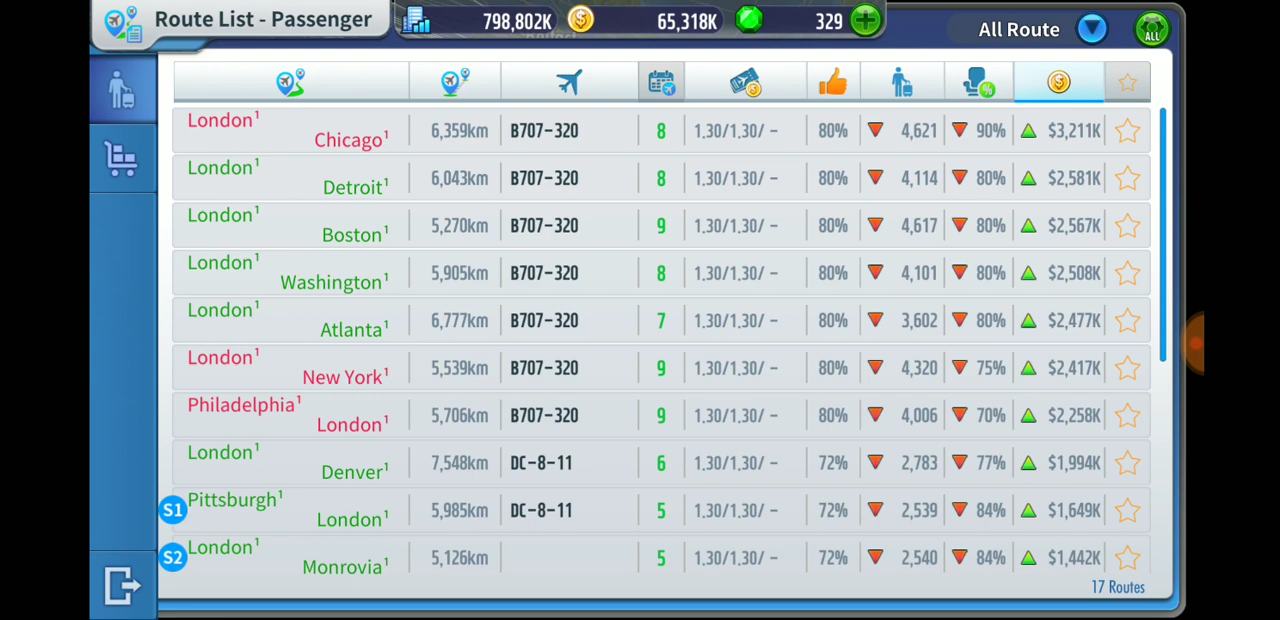 Route List - Passenger
798,802K
65,318K
329
All Route
ALL
London¹ Chicago¹ 6,359km B707-320 8 1.30/1.30/ - 80% 4,621 90% $3,211K
London¹ Detroit¹ 6,043km B707-320 8 1.30/1.30/ - 80% 4,114 80% $2,581K
London¹ Boston¹ 5,270km B707-320 9 1.30/1.30/ - 80% 4,617 80% $2,567K
London¹ Washington¹ 5,905km B707-320 8 1.30/1.30/ - 80% 4,101 80% $2,508K
London¹ Atlanta¹ 6,777km B707-320 7 1.30/1.30/ - 80% 3,602 80% $2,477K
London¹ New York¹ 5,539km B707-320 9 1.30/1.30/ - 80% 4,320 75% $2,417K
Philadelphia¹ London¹ 5,706km B707-320 9 1.30/1.30/ - 80% 4,006 70% $2,258K
London¹ Denver¹ 7,548km DC-8-11 6 1.30/1.30/ - 72% 2,783 77% $1,994K
S1 Pittsburgh¹ London¹ 5,985km DC-8-11 5 1.30/1.30/ - 72% 2,539 84% $1,649K
S2 London¹ Monrovia¹ 5,126km 5 1.30/1.30/ - 72% 2,540 84% $1,442K
17 Routes